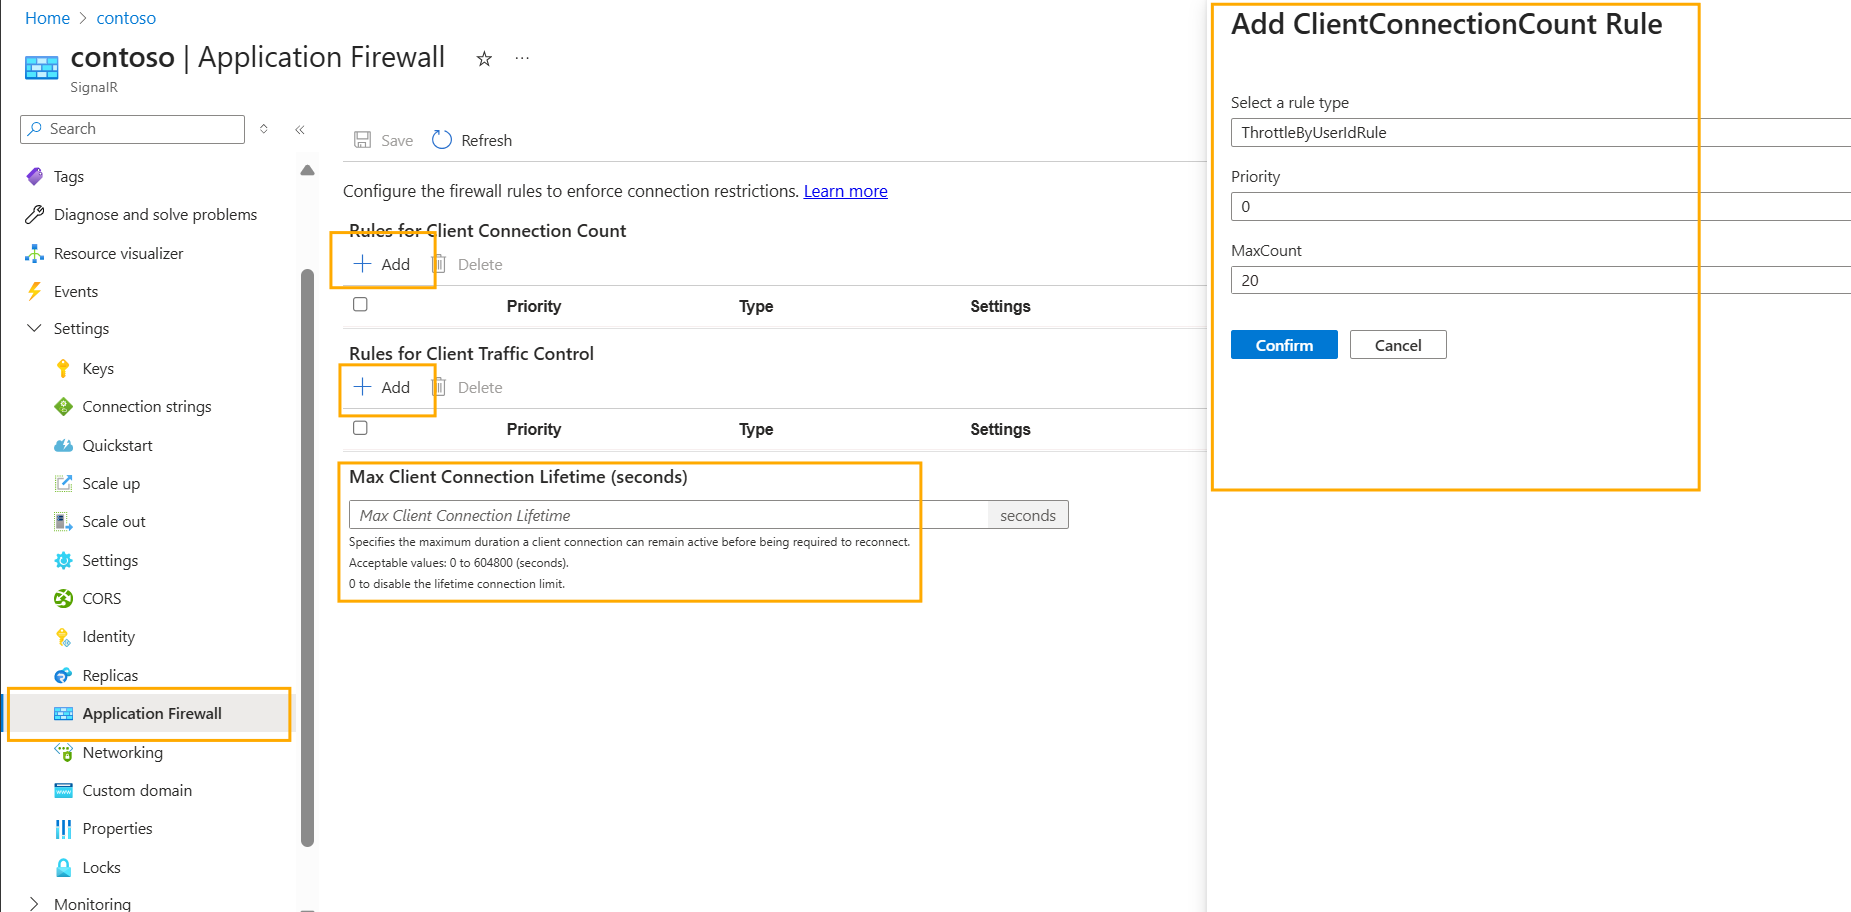 Home > contoso
contoso | Application Firewall
SignalR
Search
Tags
Diagnose and solve problems
Resource visualizer
Events
Settings
Keys
Connection strings
Quickstart
Scale up
Scale out
Settings
CORS
Identity
Replicas
Application Firewall
Networking
Custom domain
Properties
Locks
Monitoring
Save Refresh
Configure the firewall rules to enforce connection restrictions. Learn more
Rules for Client Connection Count
Add Delete
Priority Type Settings
Rules for Client Traffic Control
Add Delete
Priority Type Settings
Max Client Connection Lifetime (seconds)
Max Client Connection Lifetime seconds
Specifies the maximum duration a client connection can remain active before being required to reconnect.
Acceptable values: 0 to 604800 (seconds).
0 to disable the lifetime connection limit.
Add ClientConnectionCount Rule
Select a rule type
ThrottleByUserIdRule
Priority
0
MaxCount
20
Confirm Cancel